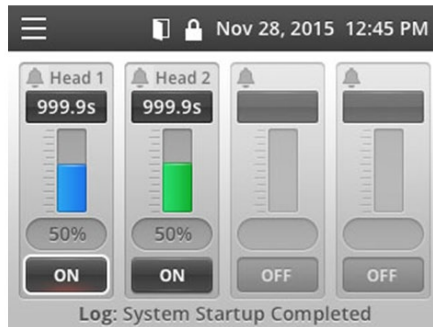 Nov 28, 2015 12:45 PM
Head 1 Head 2
999.9s 999.9s
50% 50%
ON ON OFF OFF
Log: System Startup Completed